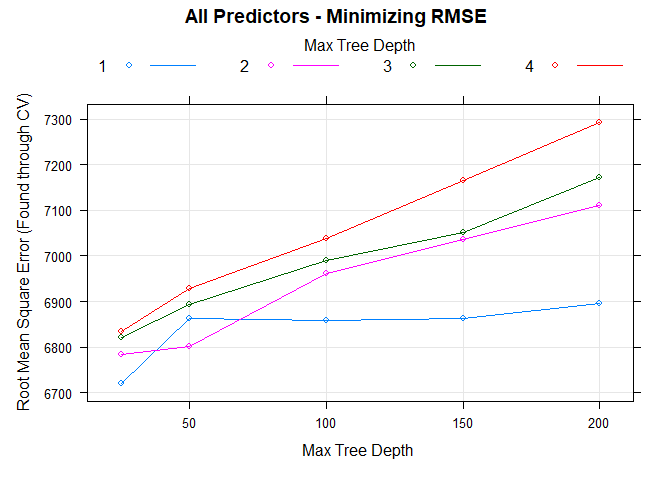 All Predictors - Minimizing RMSE
Max Tree Depth
1 2 3 4
Root Mean Square Error (Found through CV)
7300
7200
7100
7000
6900
6800
6700
50 100 150 200
Max Tree Depth